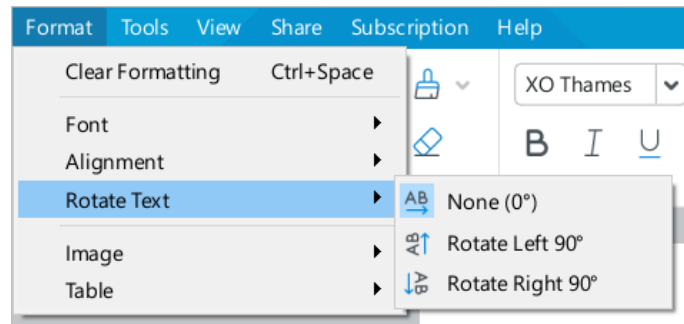 Format Tools View Share Subscription Help
Clear Formatting Ctrl+Space
XO Thames
Font
B I U
Alignment
Rotate Text
AB None (0°)
AB Rotate Left 90°
Image
AB Rotate Right 90°
Table